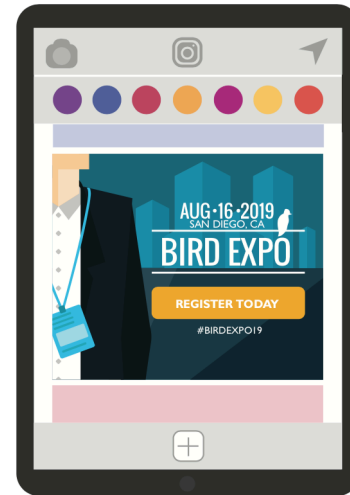 AUG•16•2019
SAN DIEGO, CA
BIRD EXPO
REGISTER TODAY
#BIRDEXPO19